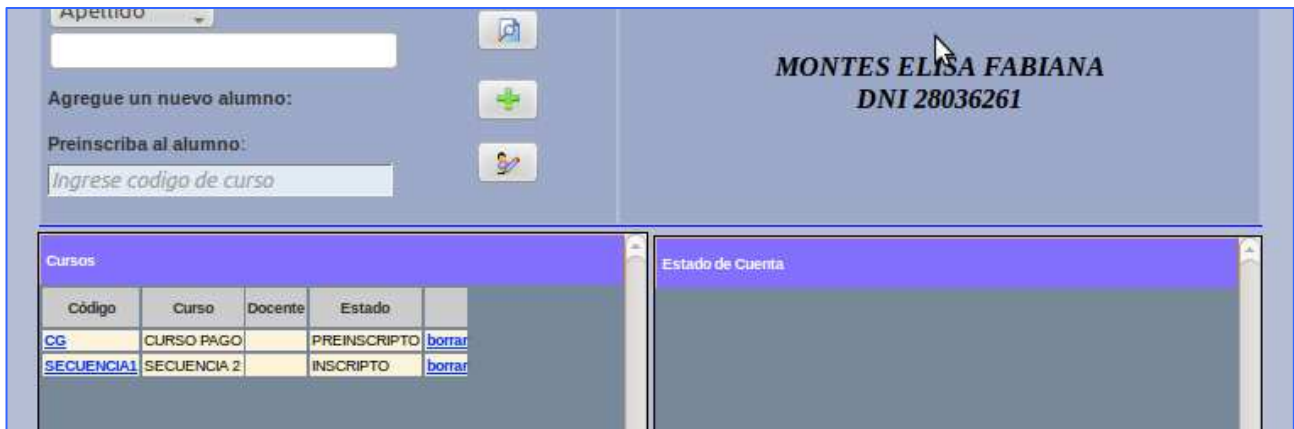 Apellido
Agregue un nuevo alumno:
Preinscriba al alumno:
Ingrese codigo de curso
MONTES ELISA FABIANA
DNI 28036261
Cursos
Código Curso Docente Estado
CG CURSO PAGO PREINSCRIPTO borrar
SECUENCIA1 SECUENCIA 2 INSCRIPTO borrar
Estado de Cuenta